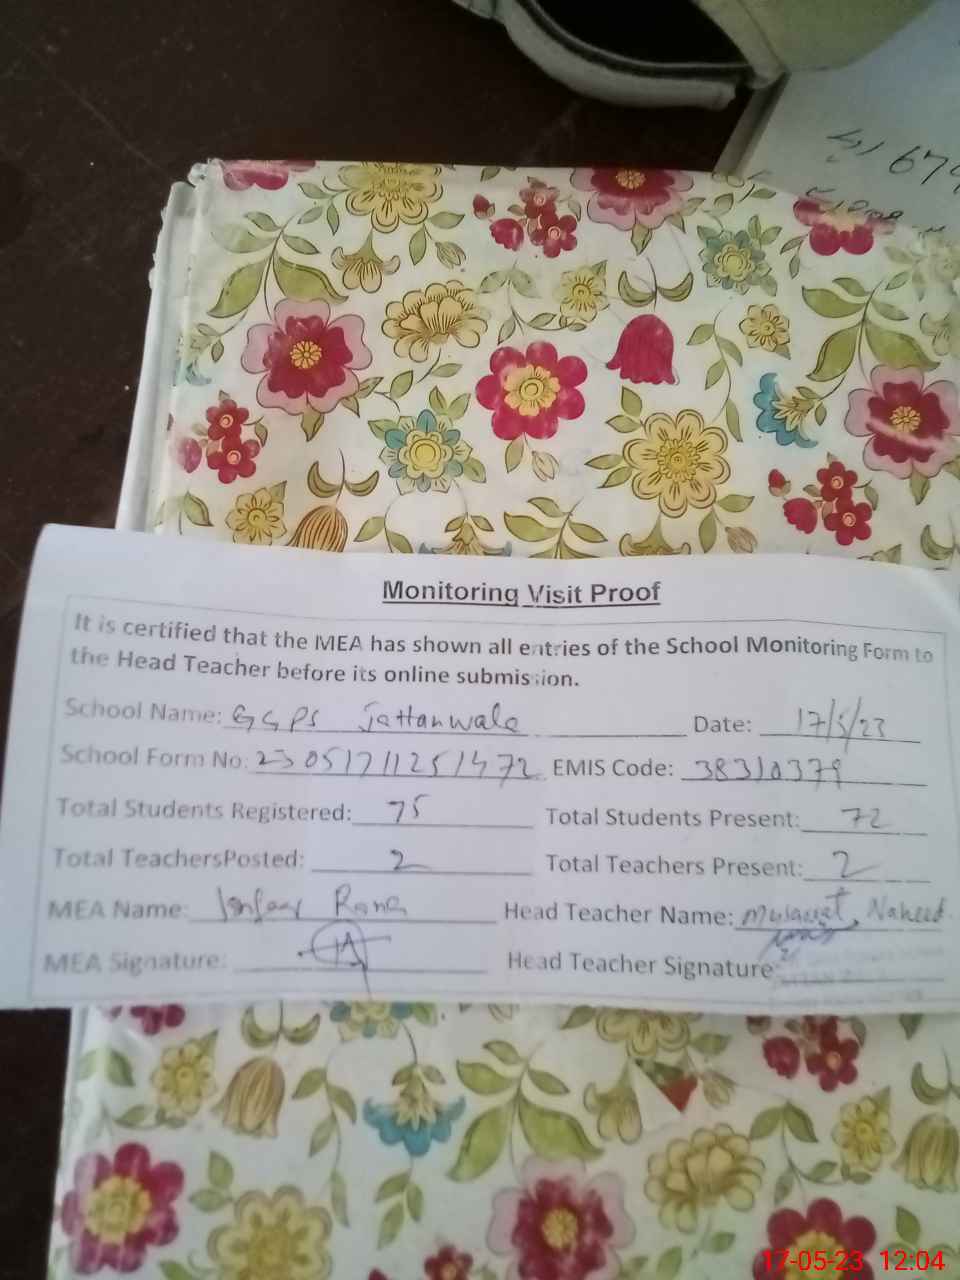 679
Monitoring Visit Proof
It is certified that the MEA has shown all entries of the School Monitoring Form to
the Head Teacher before its online submission.
School Name: GGPS Jattanwala Date: 17/5/23
School Form No: 23051711251472 EMIS Code: 38310379
Total Students Registered: 75 Total Students Present: 72
Total TeachersPosted: 2 Total Teachers Present: 2
MEA Name: Rana Head Teacher Name: Naheed
MEA Signature: Head Teacher Signature:
17-05-23 12:04